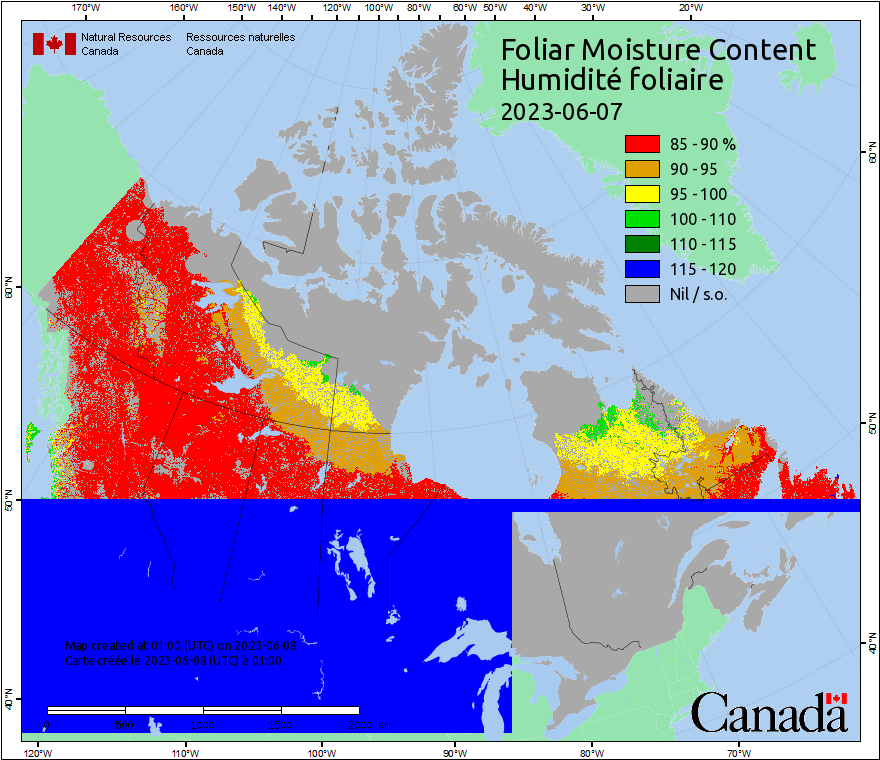 170°W 160°W 150°W 140°W 120°W 100°W 80°W 60°W 50°W 40°W 30°W 20°W
Natural Resources Ressources naturelles
Canada Canada
Foliar Moisture Content
Humidité foliaire
2023-06-07
85 - 90 %
90 - 95
95 - 100
100 - 110
110 - 115
115 - 120
Nil / s.o.
60°N
60°N
50°N
50°N
40°N
40°N
Map created at 01:00 (UTC) on 2023-06-08
Carte créée le 2023-06-08 (UTC) à 01:00
0 500 1000 1500 2000 km
Canada
120°W 110°W 100°W 90°W 80°W 70°W